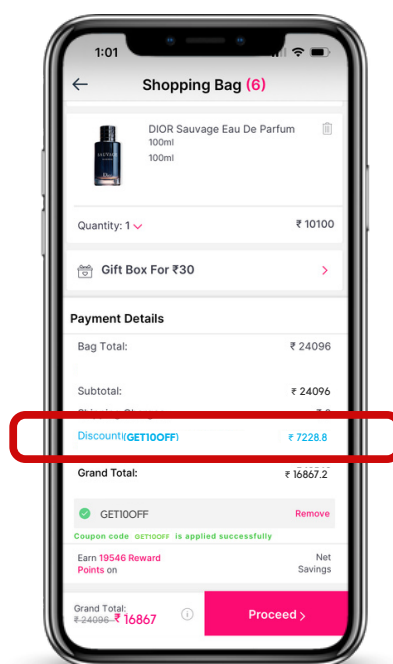 1:01
Shopping Bag (6)
DIOR Sauvage Eau De Parfum
100ml
100ml
SAUVAGE
Dior
Quantity: 1
₹ 10100
Gift Box For ₹30
Payment Details
Bag Total: ₹ 24096
Subtotal: ₹ 24096
Discount(GET10OFF) ₹ 7228.8
Grand Total: ₹ 16867.2
GET10OFF Remove
Coupon code GET10OFF is applied successfully
Earn 19546 Reward Net
Points on Savings
Grand Total:
₹ 24096 ₹ 16867
Proceed